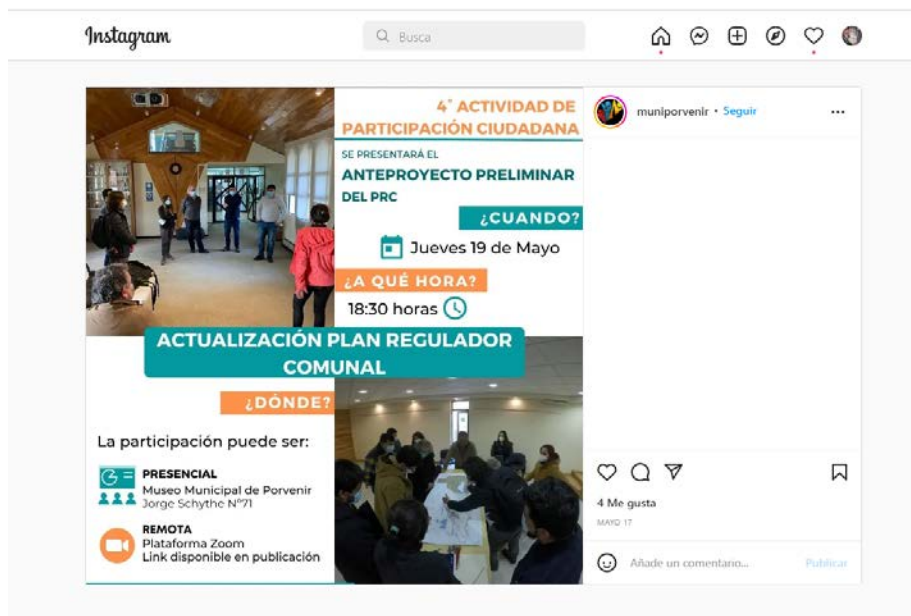 Instagram
Busca
4° ACTIVIDAD DE
PARTICIPACIÓN CIUDADANA
SE PRESENTARÁ EL
ANTEPROYECTO PRELIMINAR
DEL PRC
¿CUANDO?
Jueves 19 de Mayo
¿A QUÉ HORA?
18:30 horas
ACTUALIZACIÓN PLAN REGULADOR
COMUNAL
¿DÓNDE?
La participación puede ser:
PRESENCIAL
Museo Municipal de Porvenir
Jorge Schythe N°71
REMOTA
Plataforma Zoom
Link disponible en publicación
muniporvenir • Seguir
4 Me gusta
MAYO 17
Añade un comentario...
Publicar